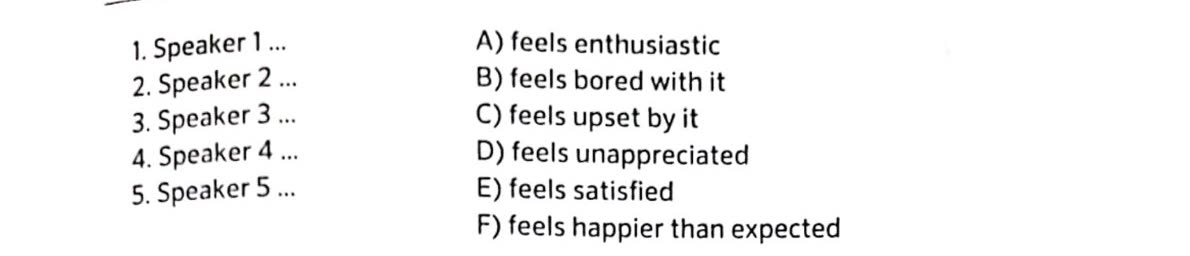 1. Speaker 1 ... A) feels enthusiastic
2. Speaker 2 ... B) feels bored with it
3. Speaker 3 ... C) feels upset by it
4. Speaker 4 ... D) feels unappreciated
5. Speaker 5 ... E) feels satisfied
F) feels happier than expected